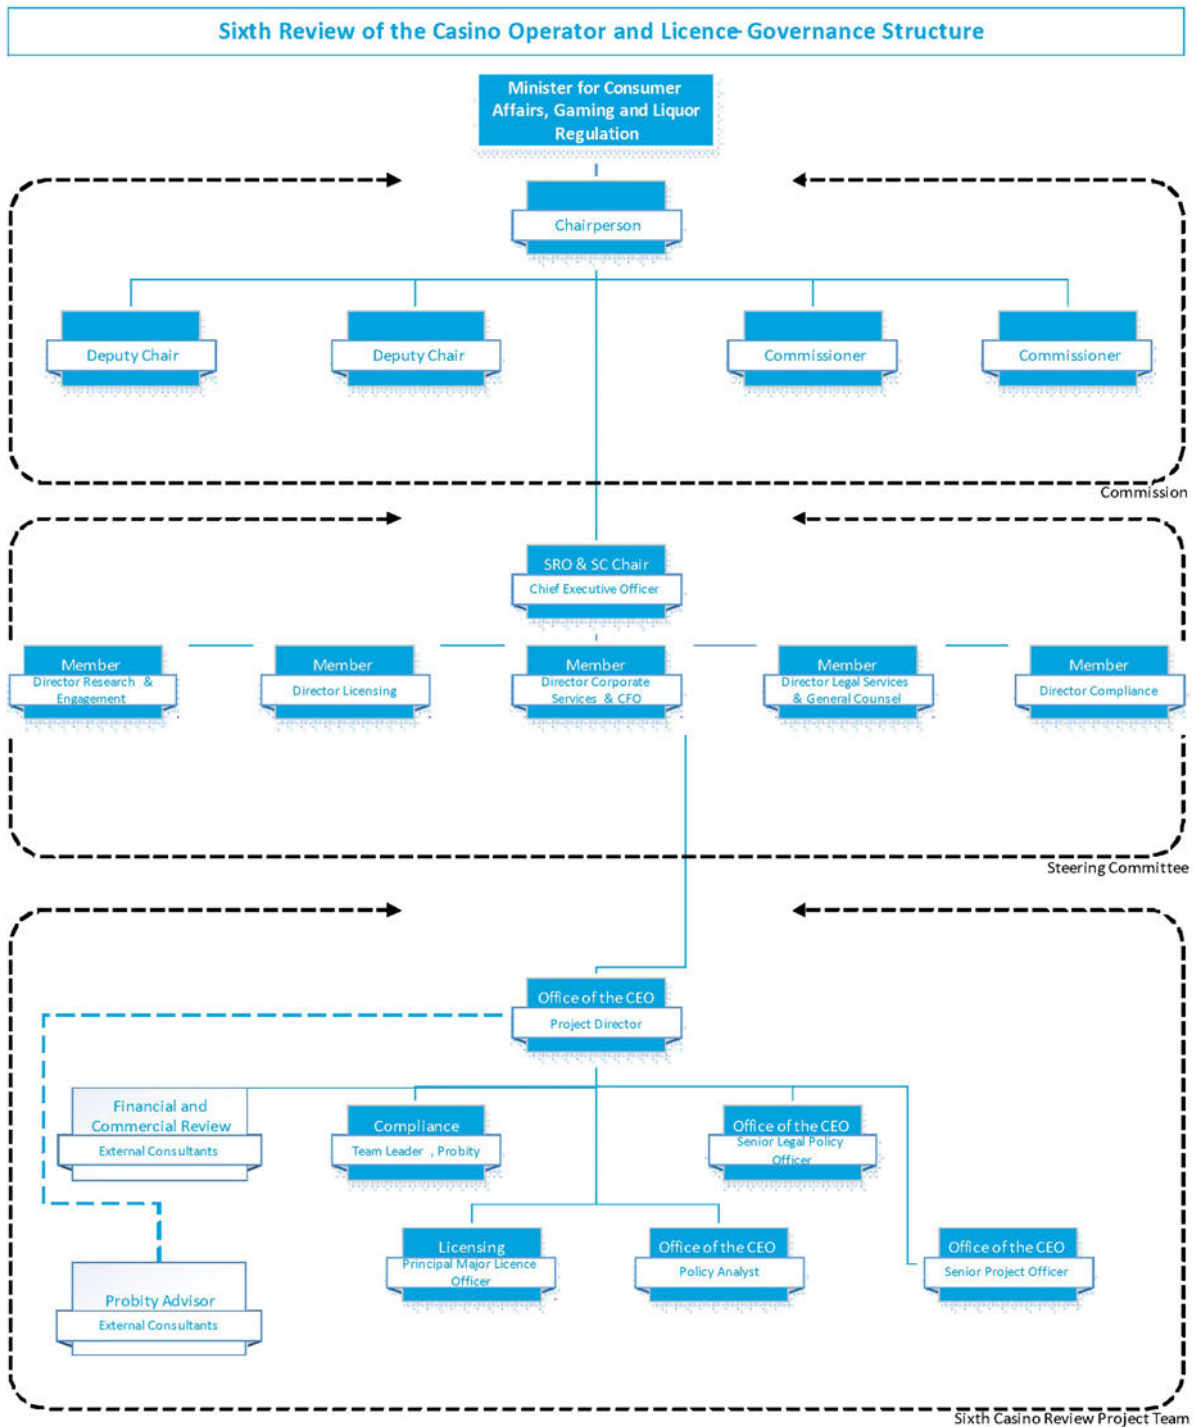 Sixth Review of the Casino Operator and Licence- Governance Structure
Minister for Consumer
Affairs, Gaming and Liquor
Regulation
Chairperson
Deputy Chair
Deputy Chair
Commissioner
Commissioner
Commission
SRO & SC Chair
Chief Executive Officer
Member
Director Research & 
Engagement
Member
Director Licensing
Member
Director Corporate
Services & CFO
Member
Director Legal Services
& General Counsel
Member
Director Compliance
Steering Committee
Office of the CEO
Project Director
Financial and
Commercial Review
External Consultants
Compliance
Team Leader , Probity
Office of the CEO
Senior Legal Policy
Officer
Licensing
Principal Major Licence
Officer
Office of the CEO
Policy Analyst
Office of the CEO
Senior Project Officer
Probity Advisor
External Consultants
Sixth Casino Review Project Team